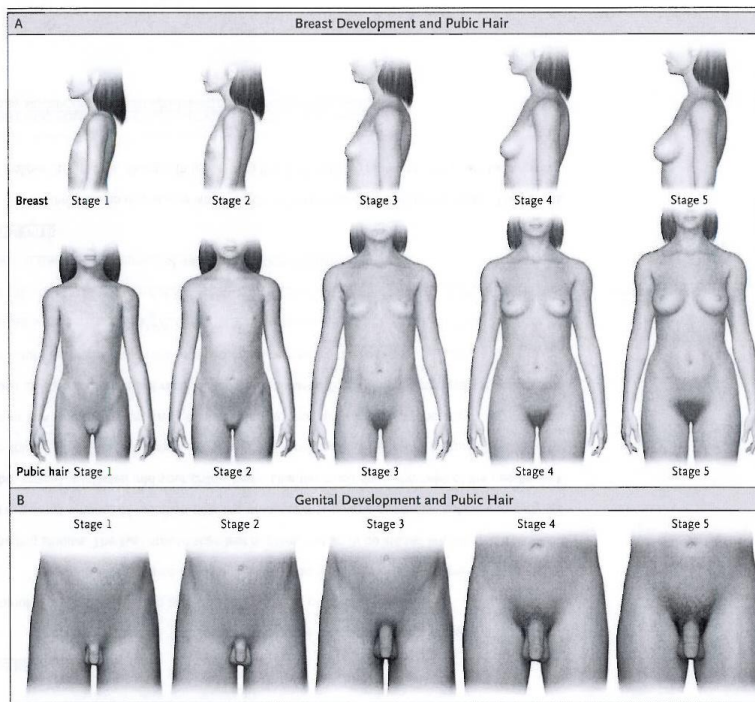 A Breast Development and Pubic Hair
Breast Stage 1 Stage 2 Stage 3 Stage 4 Stage 5
Pubic hair Stage 1 Stage 2 Stage 3 Stage 4 Stage 5
B Genital Development and Pubic Hair
Stage 1 Stage 2 Stage 3 Stage 4 Stage 5